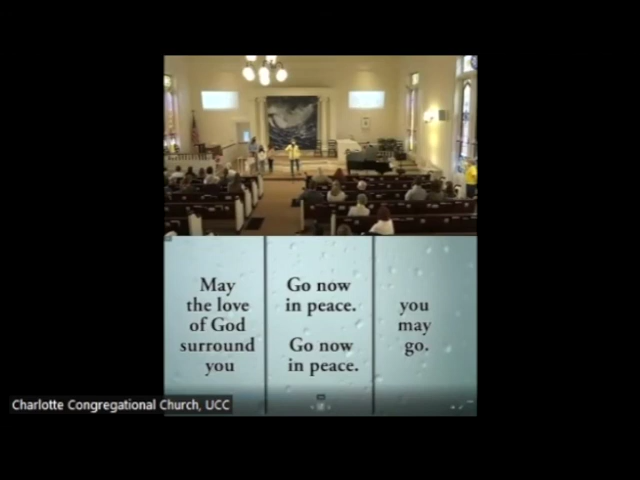 May
the love
of God
surround
you
Go now
in peace.
Go now
in peace.
you
may
go.
Charlotte Congregational Church, UCC